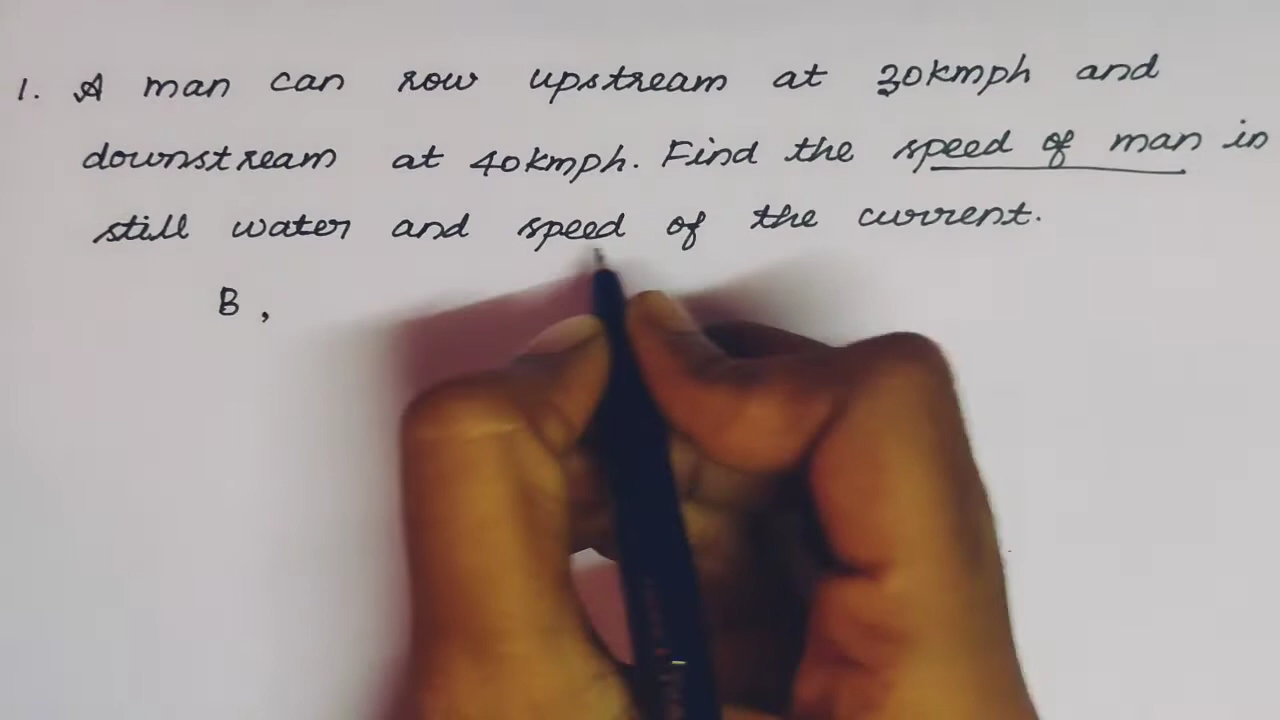 1. A man can row upstream at 30kmph and
downstream at 40kmph. Find the speed of man in
still water and speed of the current.
B ,